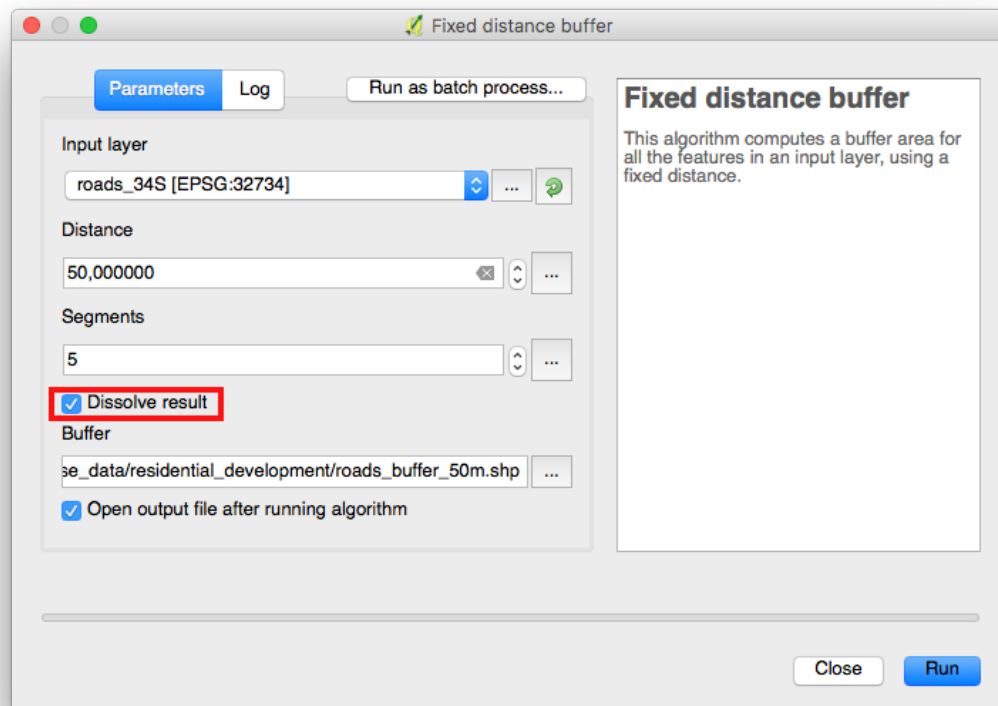 Fixed distance buffer
Parameters
Log
Run as batch process...
Input layer
roads_34S [EPSG:32734]
...
Distance
50,000000
...
Segments
5
...
Dissolve result
Buffer
se_data/residential_development/roads_buffer_50m.shp
...
Open output file after running algorithm
Fixed distance buffer
This algorithm computes a buffer area for
all the features in an input layer, using a
fixed distance.
Close
Run